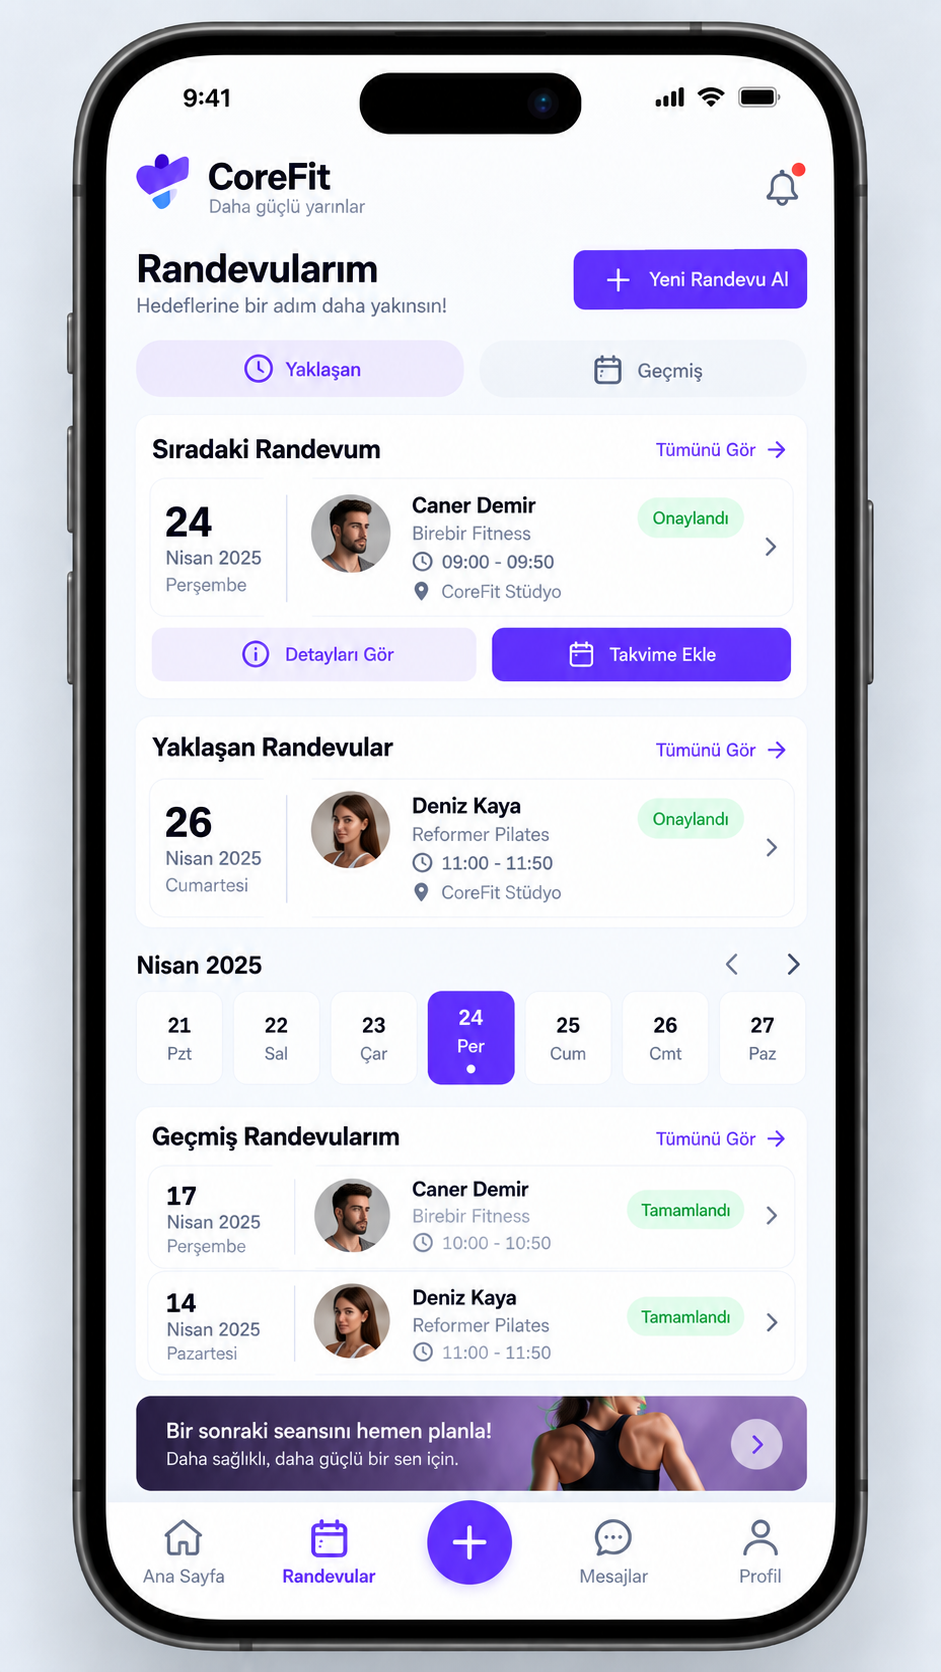 9:41
CoreFit
Daha güçlü yarınlar
Randevularım
Hedeflerine bir adım daha yakınsın!
Yeni Randevu Al
Yaklaşan
Geçmiş
Sıradaki Randevum
Tümünü Gör
24
Nisan 2025
Perşembe
Caner Demir
Birebir Fitness
09:00 - 09:50
CoreFit Stüdyo
Onaylandı
Detayları Gör
Takvime Ekle
Yaklaşan Randevular
Tümünü Gör
26
Nisan 2025
Cumartesi
Deniz Kaya
Reformer Pilates
11:00 - 11:50
CoreFit Stüdyo
Onaylandı
Nisan 2025
21
Pzt
22
Sal
23
Çar
24
Per
25
Cum
26
Cmt
27
Paz
Geçmiş Randevularım
Tümünü Gör
17
Nisan 2025
Perşembe
Caner Demir
Birebir Fitness
10:00 - 10:50
Tamamlandı
14
Nisan 2025
Pazartesi
Deniz Kaya
Reformer Pilates
11:00 - 11:50
Tamamlandı
Bir sonraki seansını hemen planla!
Daha sağlıklı, daha güçlü bir sen için.
Ana Sayfa
Randevular
Mesajlar
Profil